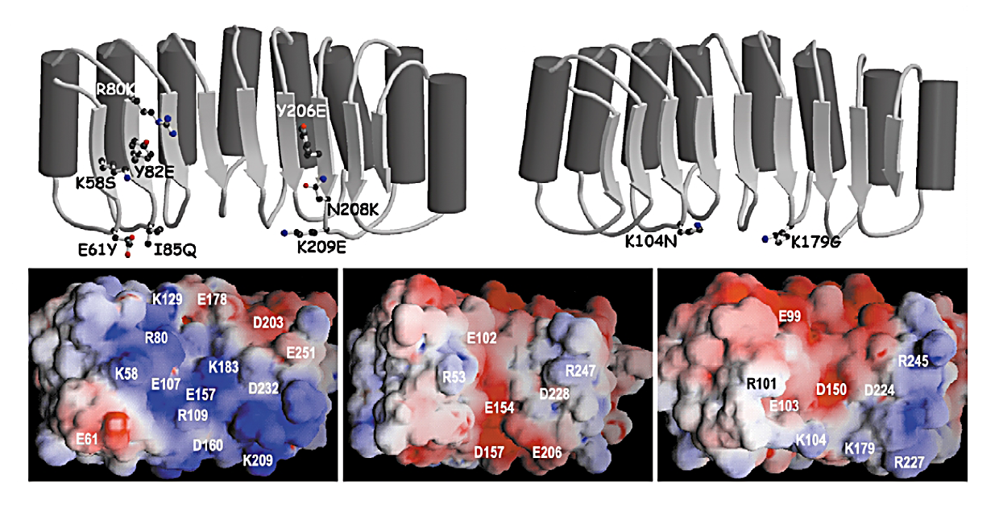 R80K
Y206E
K58S
Y82E
N208K
E61Y
I85Q
K209E
K104N
K179G
K129
E178
D203
R80
E251
K58
K183
E107
E157
D232
R109
E61
D160
K209
E102
R53
R247
D228
E154
D157
E206
E99
R245
R101
D150
D224
E103
K104
K179
R227